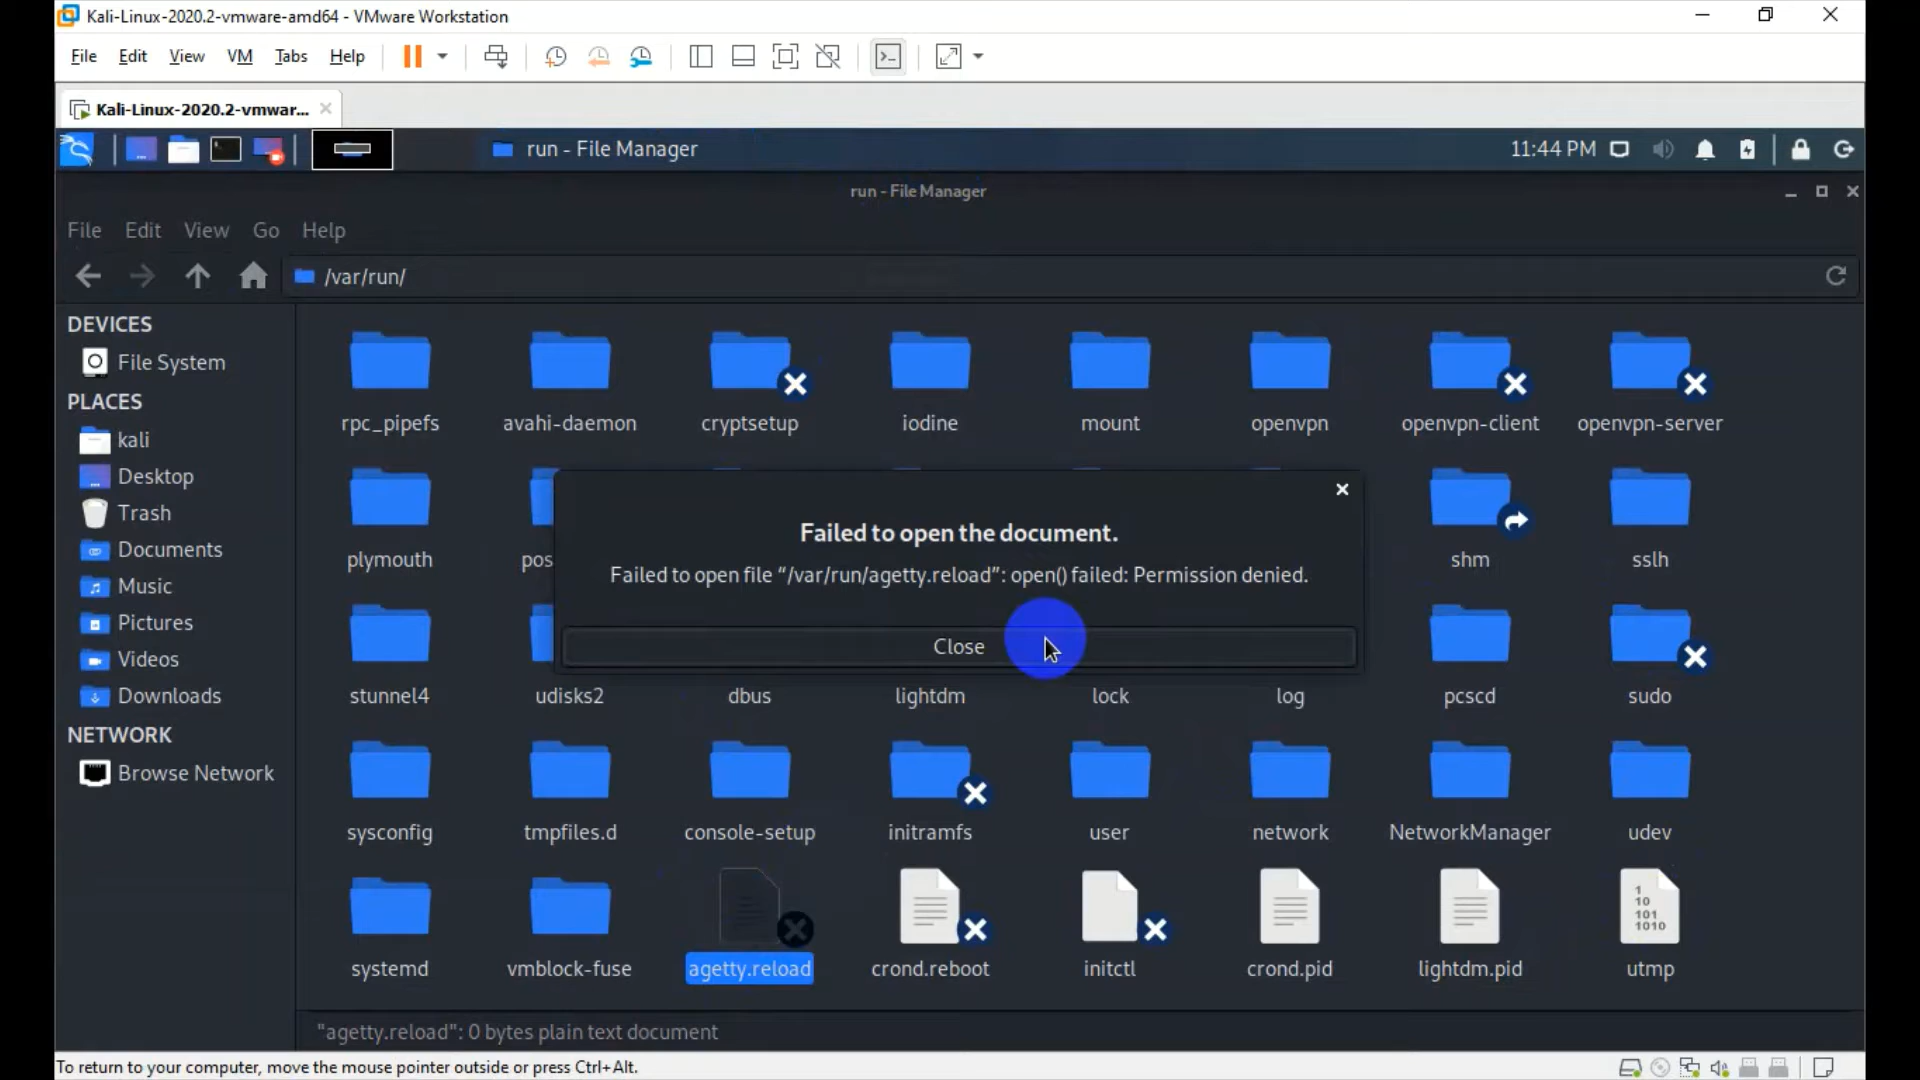 Kali-Linux-2020.2-vmware-amd64 - VMware Workstation
File Edit View VM Tabs Help
Kali-Linux-2020.2-vmwar...
run - File Manager 11:44 PM
run - File Manager
File Edit View Go Help
/var/run/
DEVICES
File System
PLACES
kali
Desktop
Trash
Documents
Music
Pictures
Videos
Downloads
NETWORK
Browse Network
rpc_pipefs avahi-daemon cryptsetup iodine mount openvpn openvpn-client openvpn-server
plymouth pos shm sslh
Failed to open the document.
Failed to open file “/var/run/agetty.reload”: open() failed: Permission denied.
Close
stunnel4 udisks2 dbus lightdm lock log pcscd sudo
sysconfig tmpfiles.d console-setup initramfs user network NetworkManager udev
1
10
101
1010
systemd vmblock-fuse agetty.reload crond.reboot initctl crond.pid lightdm.pid utmp
"agetty.reload": 0 bytes plain text document
To return to your computer, move the mouse pointer outside or press Ctrl+Alt.